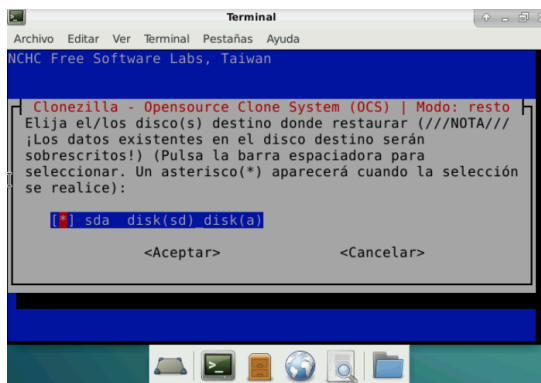 Terminal
Archivo Editar Ver Terminal Pestañas Ayuda
NCHC Free Software Labs, Taiwan
Clonezilla - Opensource Clone System (OCS) | Modo: resto
Elija el/los disco(s) destino donde restaurar (///NOTA///
¡Los datos existentes en el disco destino serán
sobrescritos!) (Pulsa la barra espaciadora para
seleccionar. Un asterisco(*) aparecerá cuando la selección
se realice):
[*] sda disk(sd)_disk(a)
<Aceptar> <Cancelar>